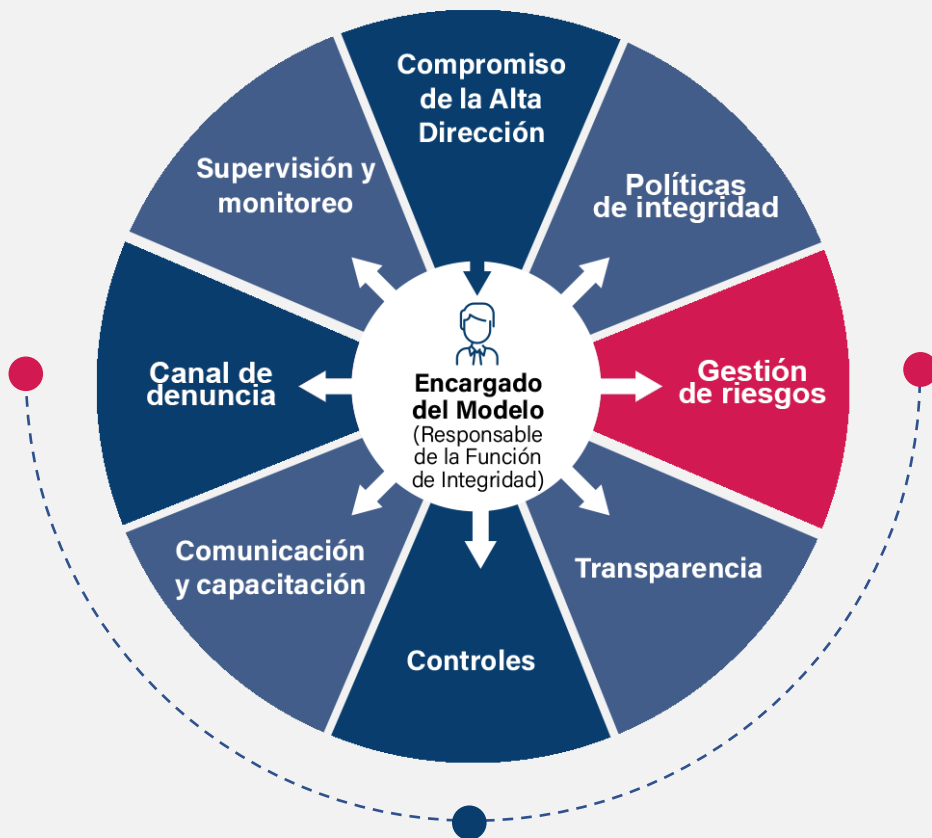 Compromiso
de la Alta
Dirección
Políticas
de integridad
Gestión
de riesgos
Transparencia
Controles
Comunicación
y capacitación
Canal de
denuncia
Supervisión y
monitoreo
Encargado
del Modelo
(Responsable
de la Función
de Integridad)